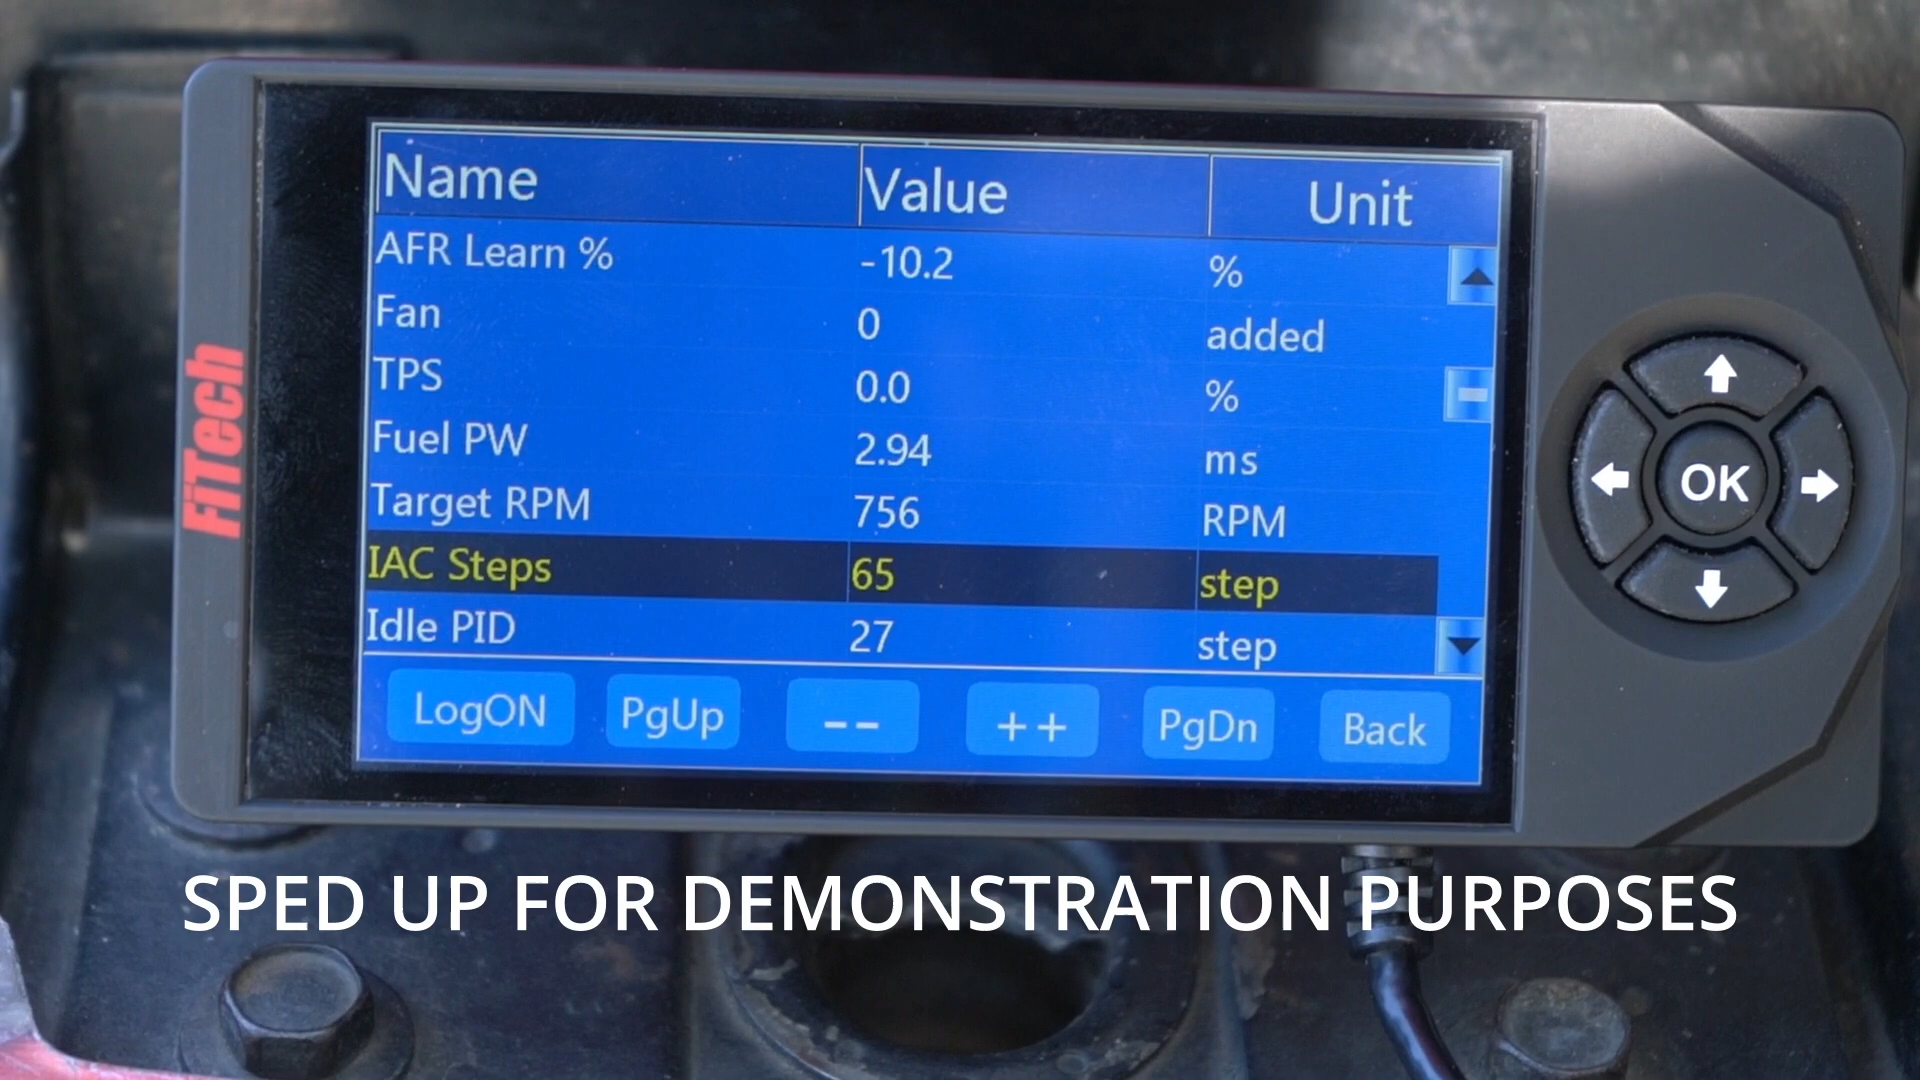 Name Value Unit
AFR Learn % -10.2 %
Fan 0 added
TPS 0.0 %
Fuel PW 2.94 ms
Target RPM 756 RPM
IAC Steps 65 step
Idle PID 27 step
LogON PgUp -- ++ PgDn Back
FiTech
OK
SPED UP FOR DEMONSTRATION PURPOSES